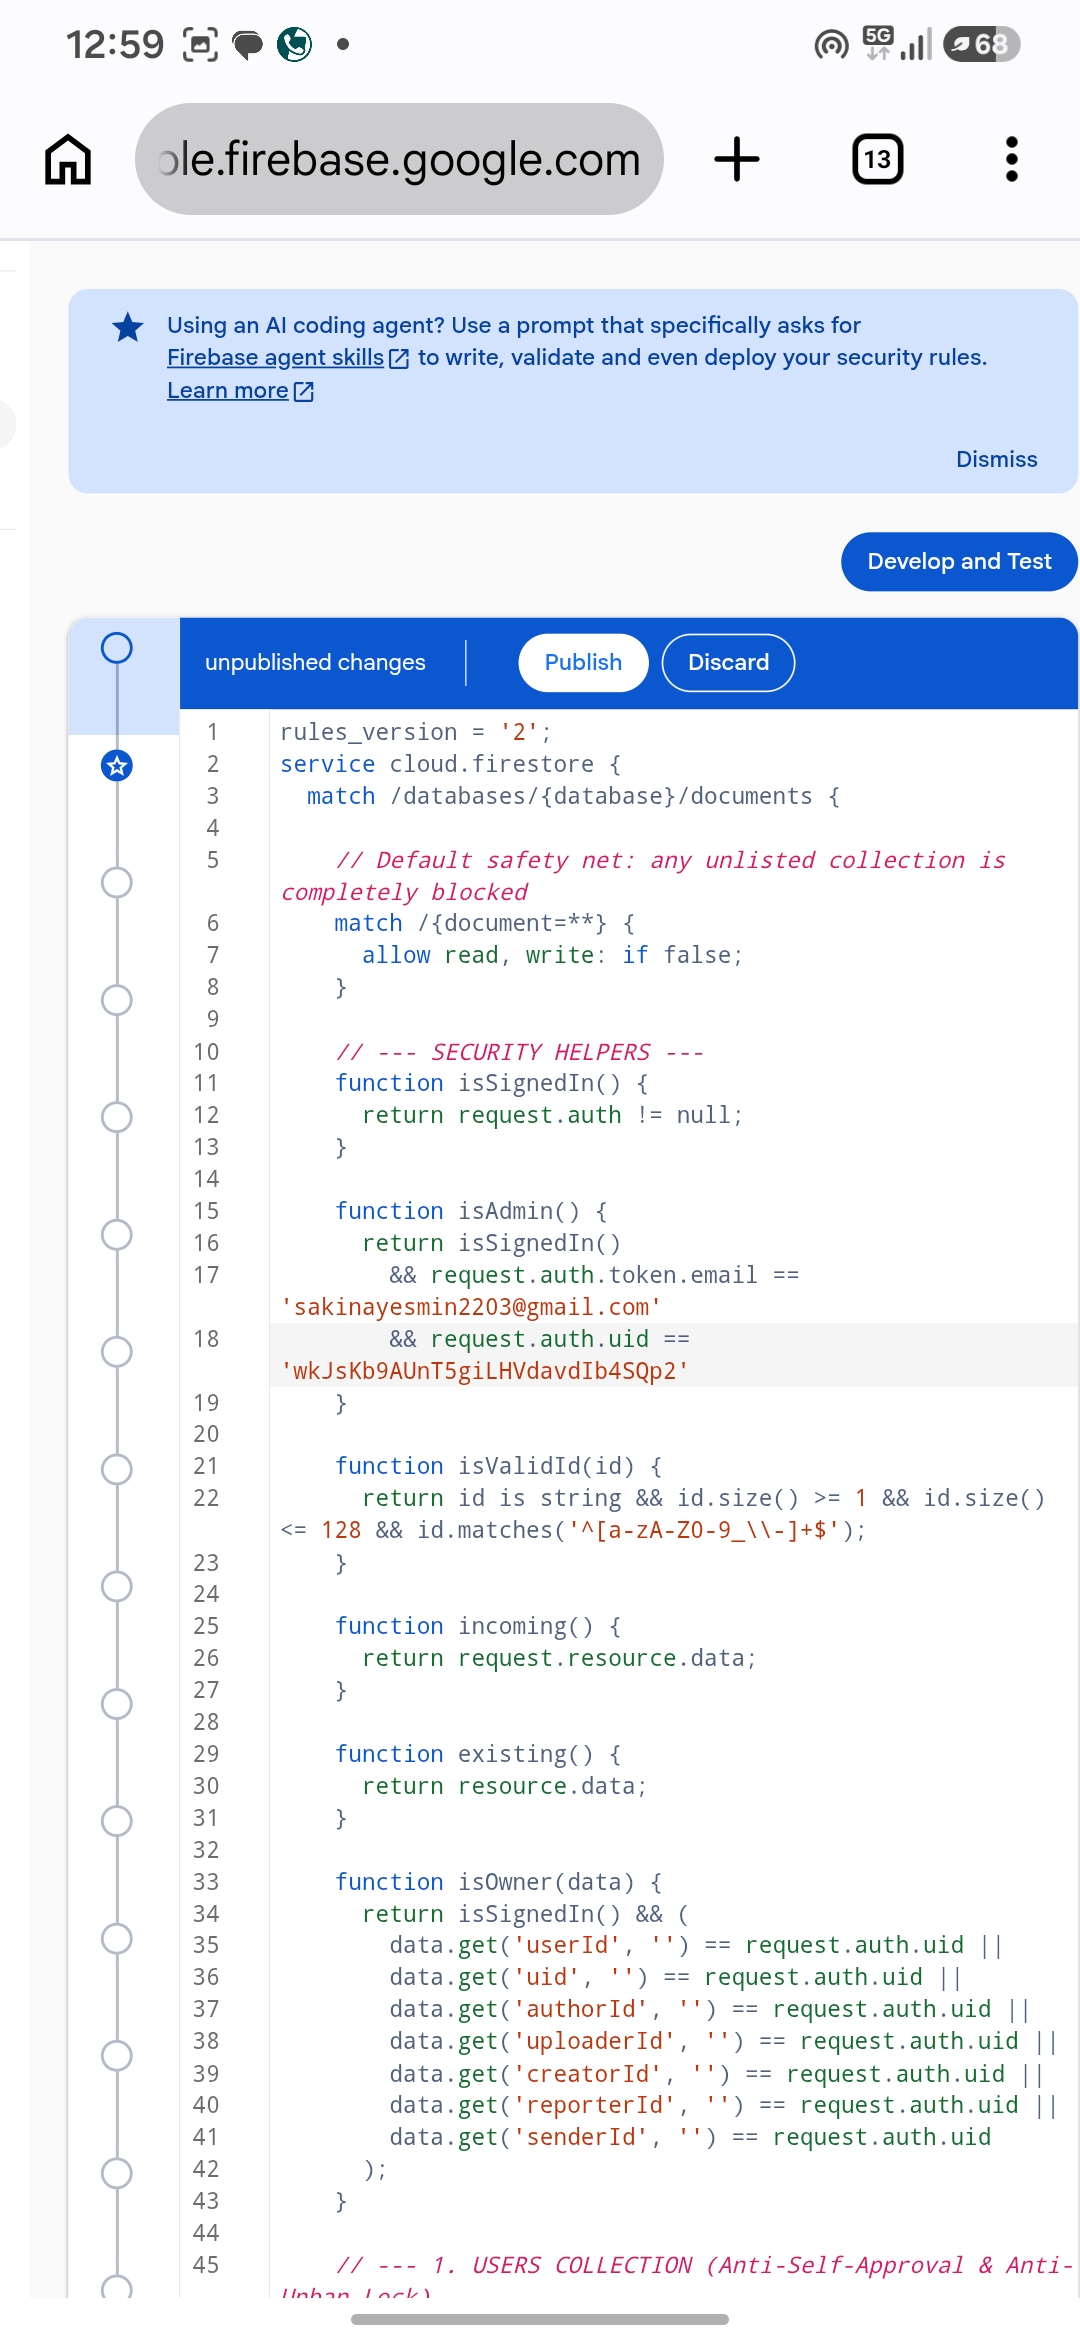 12:59
5G
68
ole.firebase.google.com
13
Using an AI coding agent? Use a prompt that specifically asks for
Firebase agent skills to write, validate and even deploy your security rules.
Learn more
Dismiss
Develop and Test
unpublished changes
Publish
Discard
1 rules_version = '2';
2 service cloud.firestore {
3 match /databases/{database}/documents {
4
5 // Default safety net: any unlisted collection is
completely blocked
6 match /{document=**} {
7 allow read, write: if false;
8 }
9
10 // --- SECURITY HELPERS ---
11 function isSignedIn() {
12 return request.auth != null;
13 }
14
15 function isAdmin() {
16 return isSignedIn()
17 && request.auth.token.email ==
'sakinayesmin2203@gmail.com'
18 && request.auth.uid ==
'wkJsKb9AUnT5giLHVdavdIb4SQp2'
19 }
20
21 function isValidId(id) {
22 return id is string && id.size() >= 1 && id.size()
<= 128 && id.matches('^[a-zA-Z0-9_\\-]+$');
23 }
24
25 function incoming() {
26 return request.resource.data;
27 }
28
29 function existing() {
30 return resource.data;
31 }
32
33 function isOwner(data) {
34 return isSignedIn() && (
35 data.get('userId', '') == request.auth.uid ||
36 data.get('uid', '') == request.auth.uid ||
37 data.get('authorId', '') == request.auth.uid ||
38 data.get('uploaderId', '') == request.auth.uid ||
39 data.get('creatorId', '') == request.auth.uid ||
40 data.get('reporterId', '') == request.auth.uid ||
41 data.get('senderId', '') == request.auth.uid
42 );
43 }
44
45 // --- 1. USERS COLLECTION (Anti-Self-Approval & Anti-
Unban Lock)